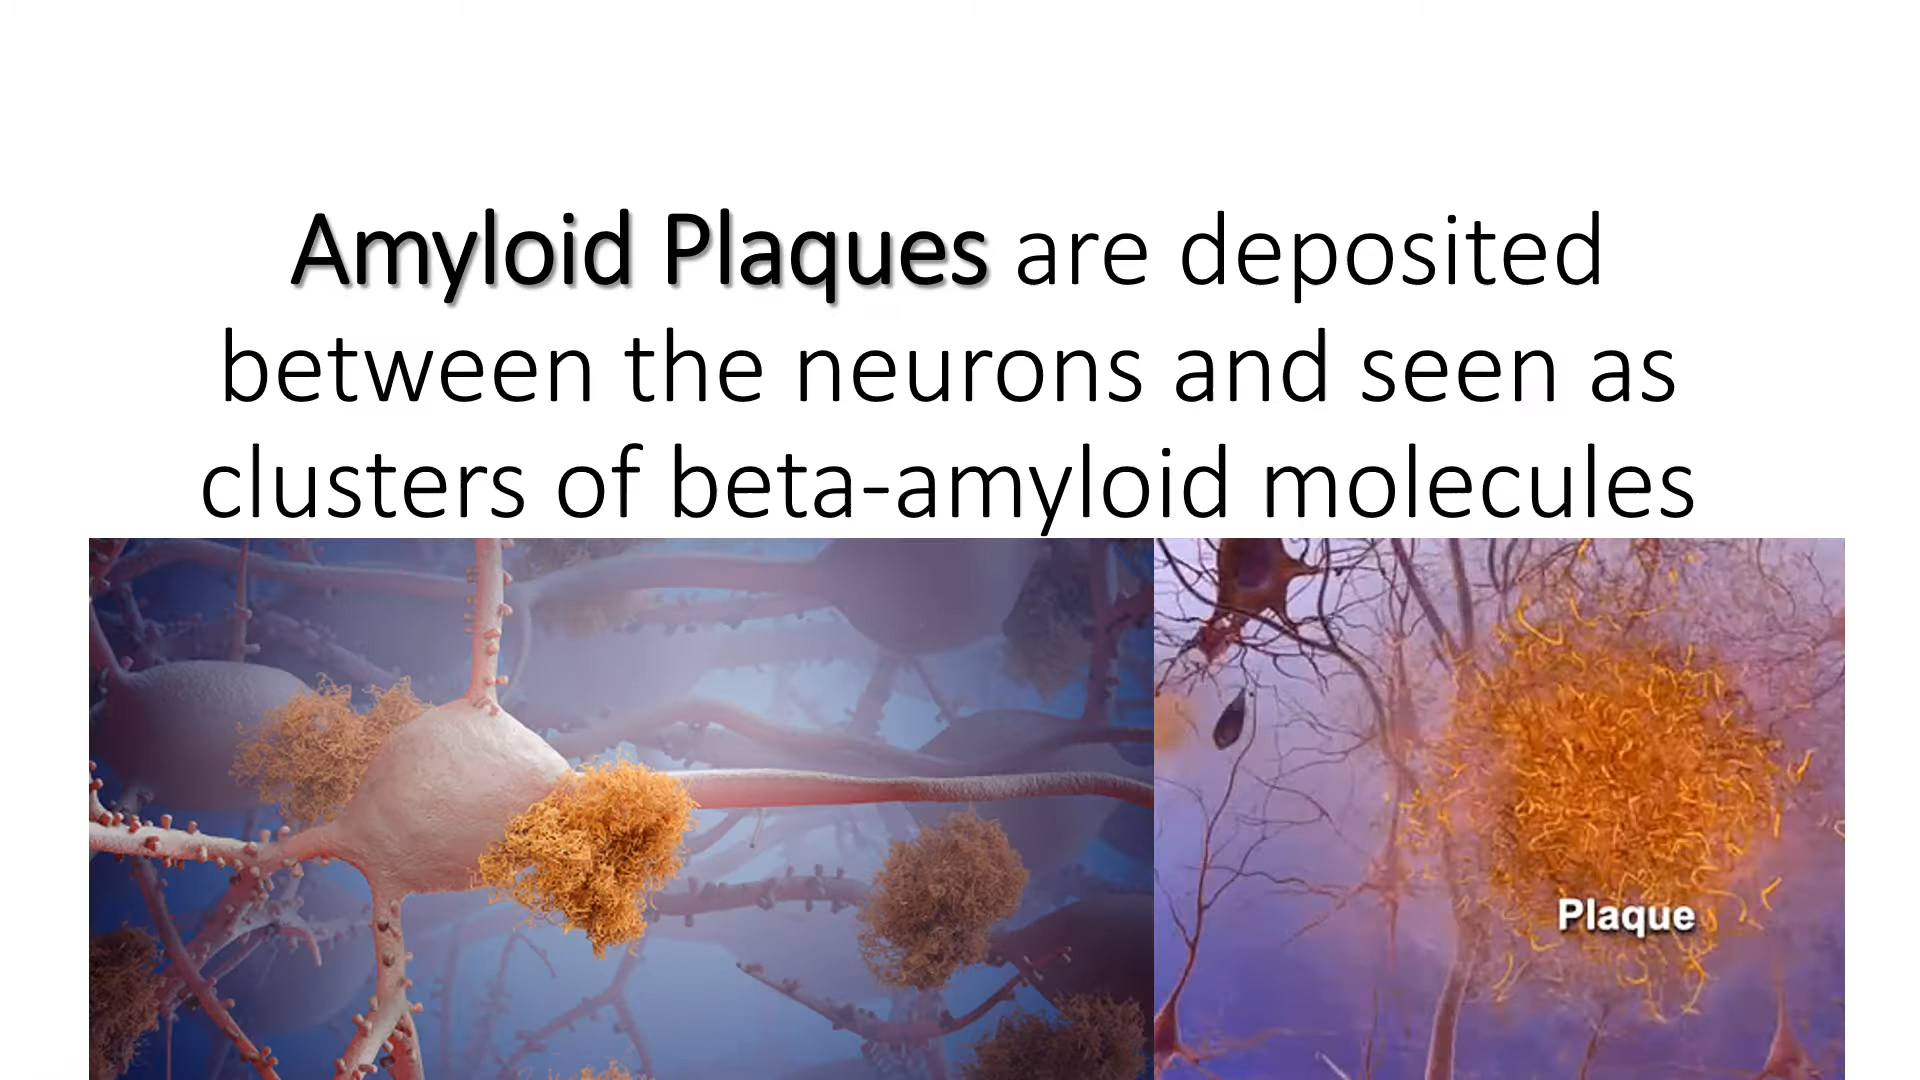 Amyloid Plaques are deposited
between the neurons and seen as
clusters of beta-amyloid molecules
Plaque